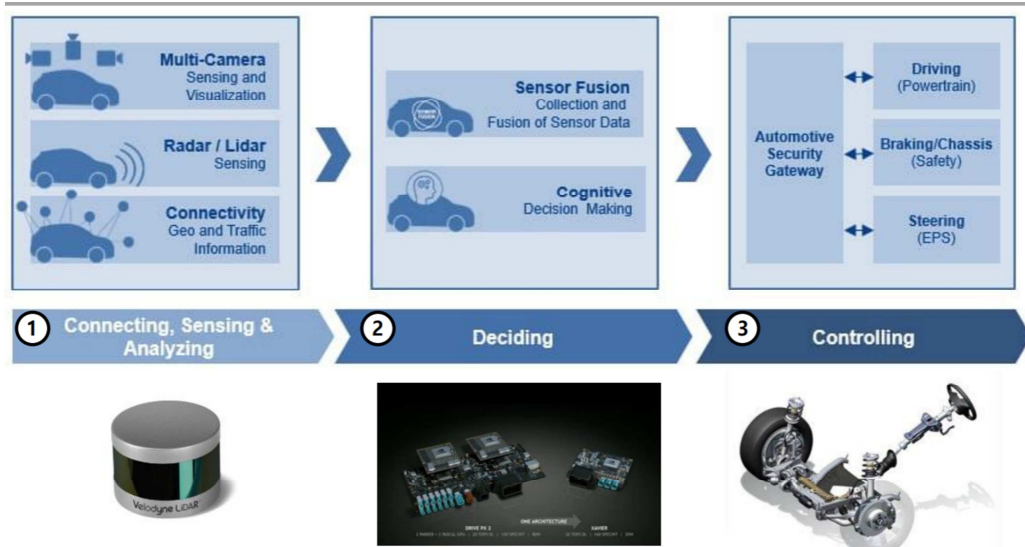 Multi-Camera
Sensing and
Visualization
Radar / Lidar
Sensing
Connectivity
Geo and Traffic
Information
Sensor Fusion
Collection and
Fusion of Sensor Data
SENSOR
FUSION
Cognitive
Decision Making
Automotive
Security
Gateway
Driving
(Powertrain)
Braking/Chassis
(Safety)
Steering
(EPS)
1
Connecting, Sensing &
Analyzing
2
Deciding
3
Controlling
Velodyne LiDAR
ONE ARCHITECTURE
DRIVE PX 2
XAVIER